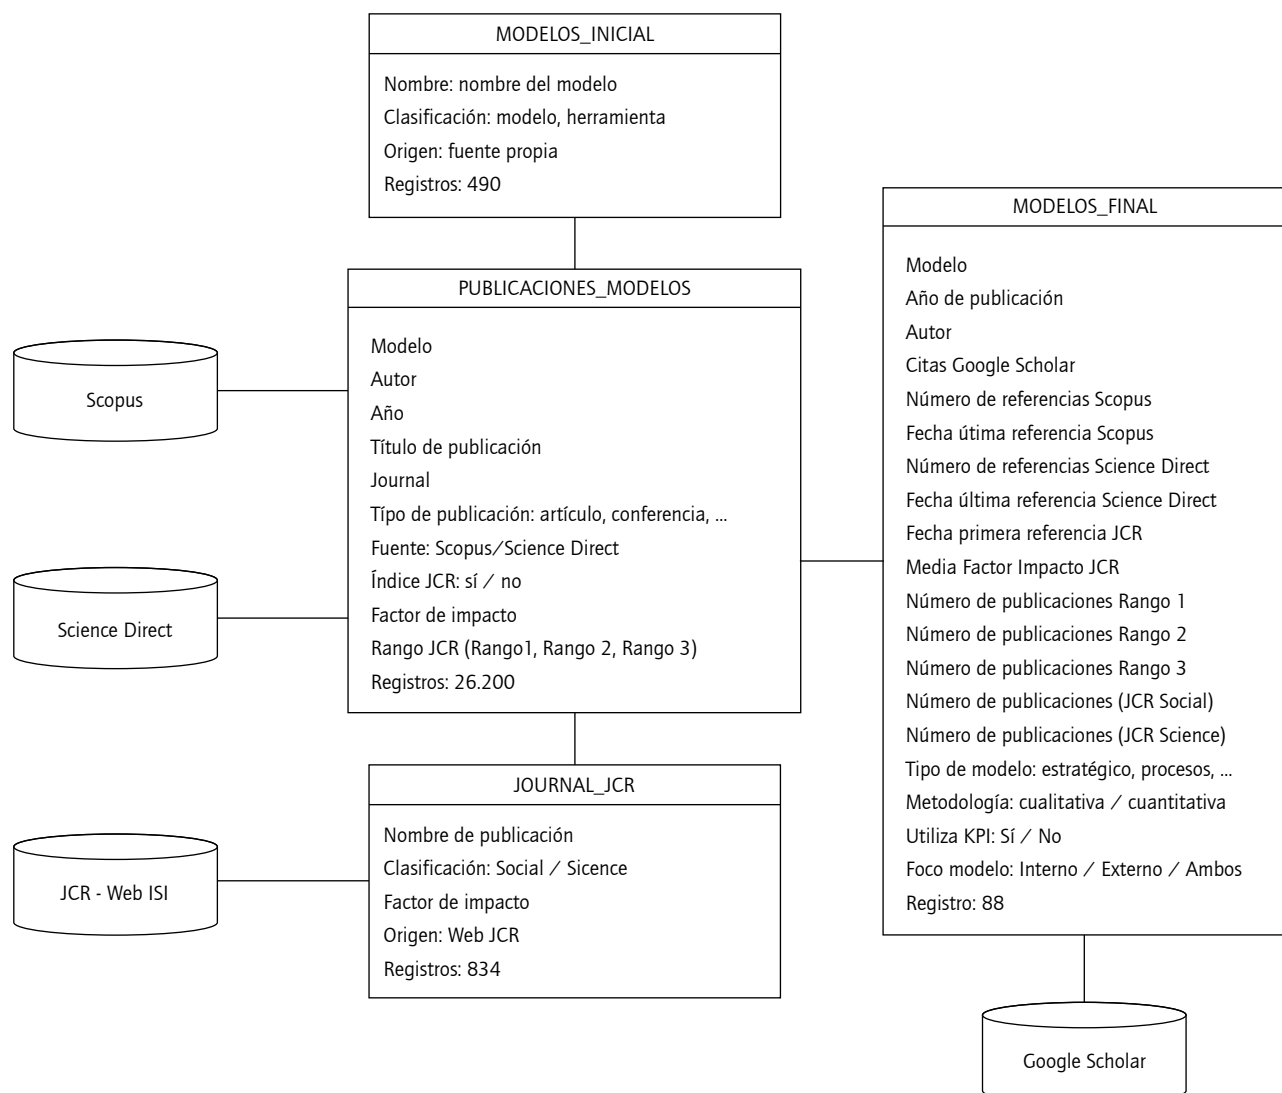 MODELOS_INICIAL
Nombre: nombre del modelo
Clasificación: modelo, herramienta
Origen: fuente propia
Registros: 490
PUBLICACIONES_MODELOS
Modelo
Autor
Año
Título de publicación
Journal
Típo de publicación: artículo, conferencia, ...
Fuente: Scopus/Science Direct
Índice JCR: sí / no
Factor de impacto
Rango JCR (Rango1, Rango 2, Rango 3)
Registros: 26.200
Scopus
Science Direct
JCR - Web ISI
JOURNAL_JCR
Nombre de publicación
Clasificación: Social / Sicence
Factor de impacto
Origen: Web JCR
Registros: 834
MODELOS_FINAL
Modelo
Año de publicación
Autor
Citas Google Scholar
Número de referencias Scopus
Fecha útima referencia Scopus
Número de referencias Science Direct
Fecha última referencia Science Direct
Fecha primera referencia JCR
Media Factor Impacto JCR
Número de publicaciones Rango 1
Número de publicaciones Rango 2
Número de publicaciones Rango 3
Número de publicaciones (JCR Social)
Número de publicaciones (JCR Science)
Tipo de modelo: estratégico, procesos, ...
Metodología: cualitativa / cuantitativa
Utiliza KPI: Sí / No
Foco modelo: Interno / Externo / Ambos
Registro: 88
Google Scholar